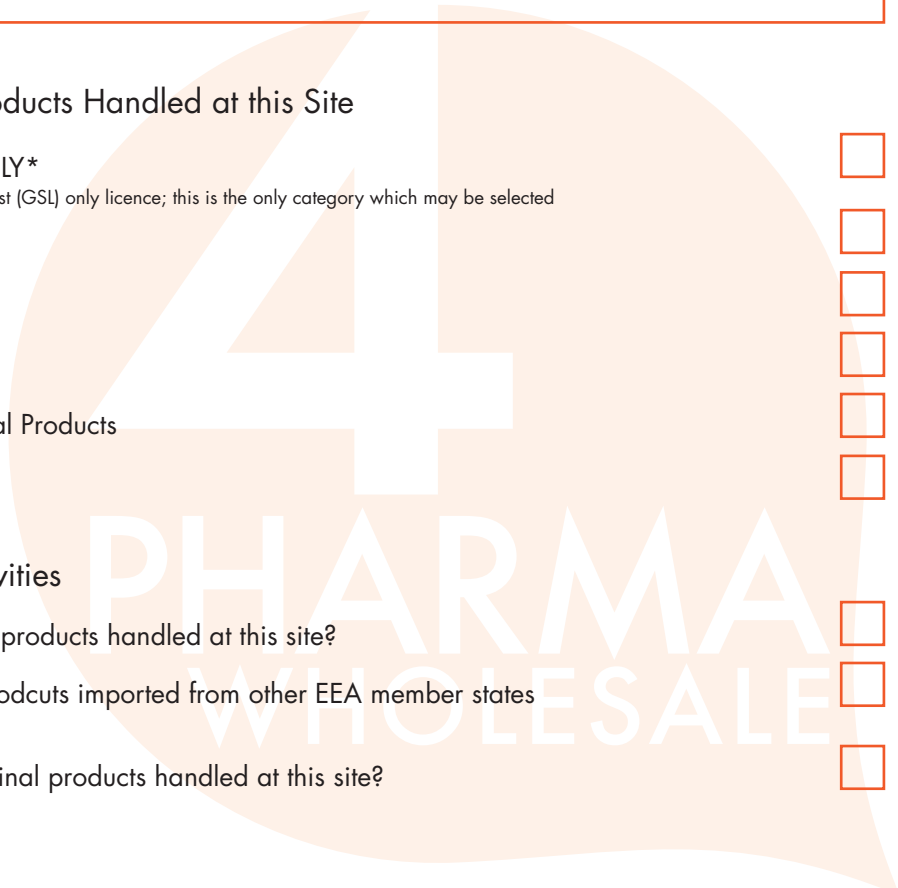 oducts Handled at this Site
LY*
st (GSL) only licence; this is the only category which may be selected
al Products
vities
products handled at this site?
odcuts imported from other EEA member states
inal products handled at this site?
4
PHARMA
WHOLESALE